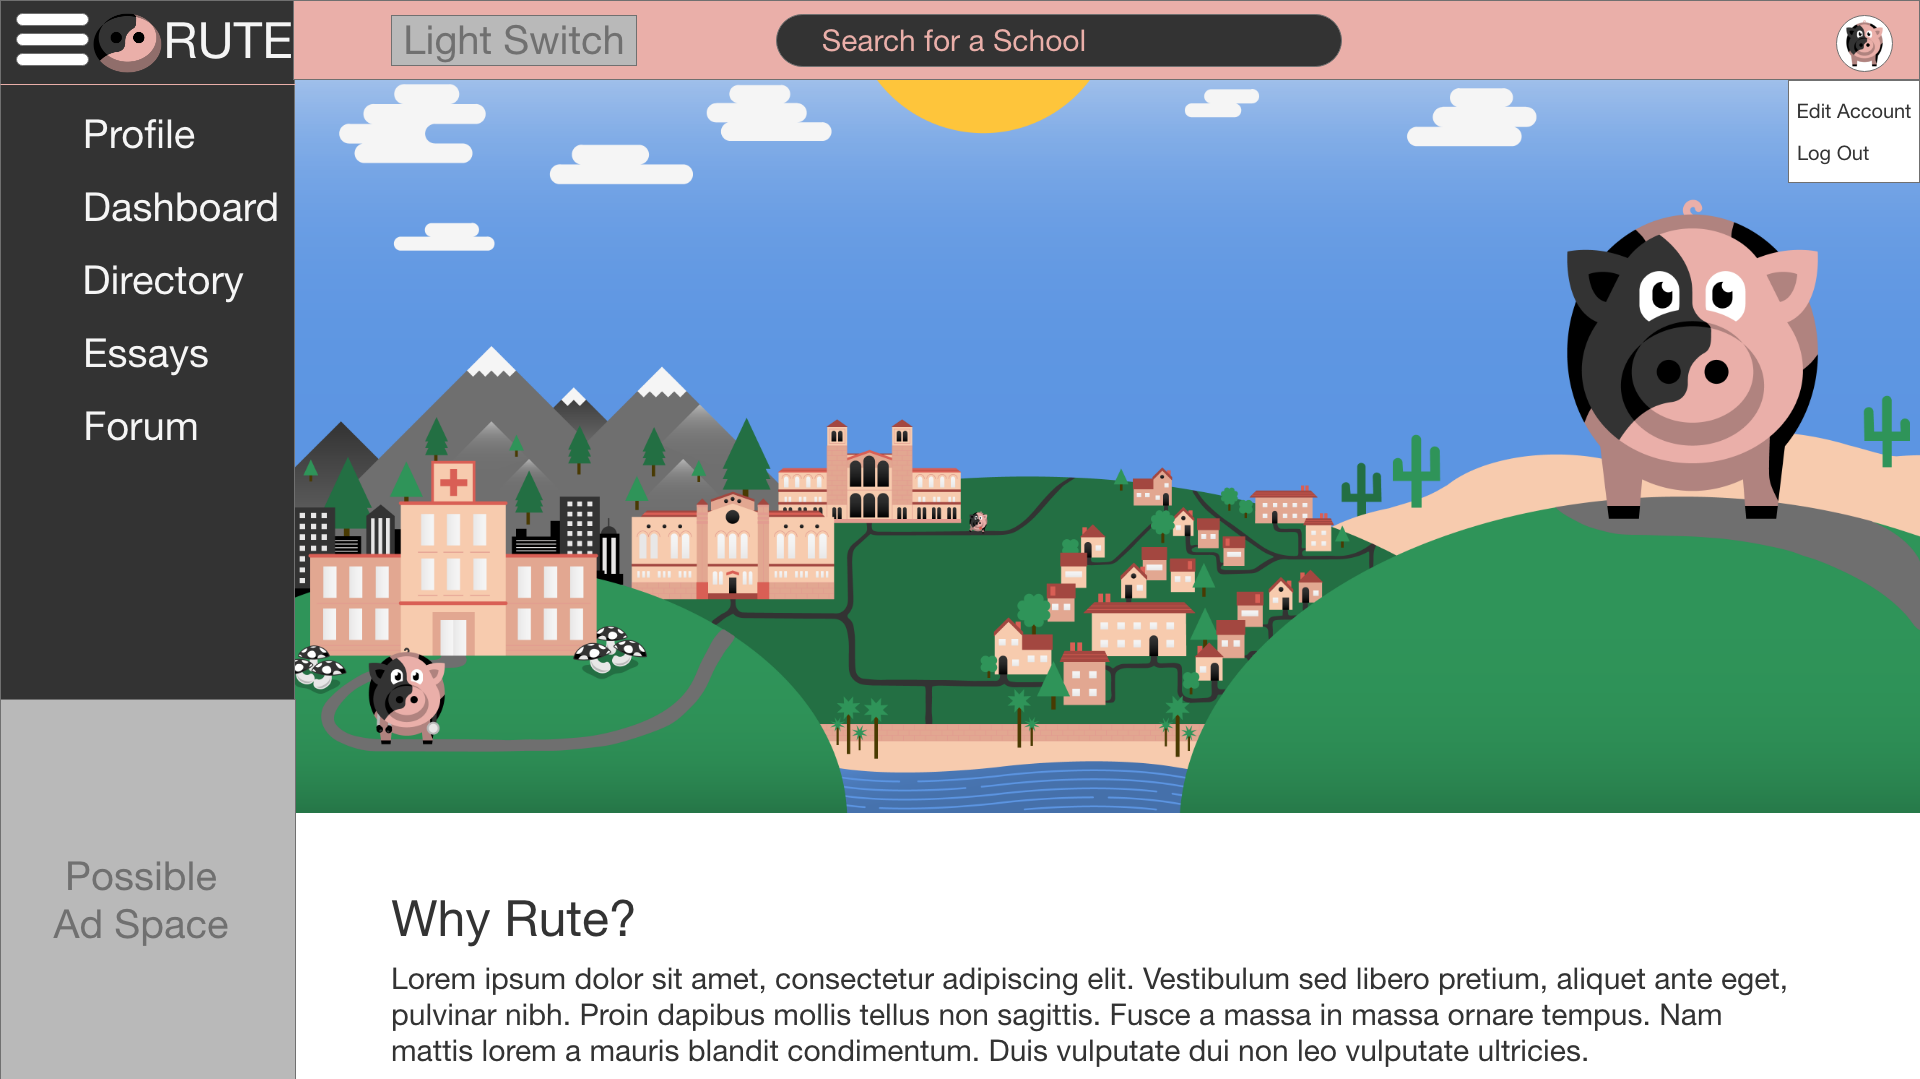 RUTE
Light Switch
Search for a School
Profile
Dashboard
Directory
Essays
Forum
Edit Account
Log Out
Possible
Ad Space
Why Rute?
Lorem ipsum dolor sit amet, consectetur adipiscing elit. Vestibulum sed libero pretium, aliquet ante eget,
pulvinar nibh. Proin dapibus mollis tellus non sagittis. Fusce a massa in massa ornare tempus. Nam
mattis lorem a mauris blandit condimentum. Duis vulputate dui non leo vulputate ultricies.